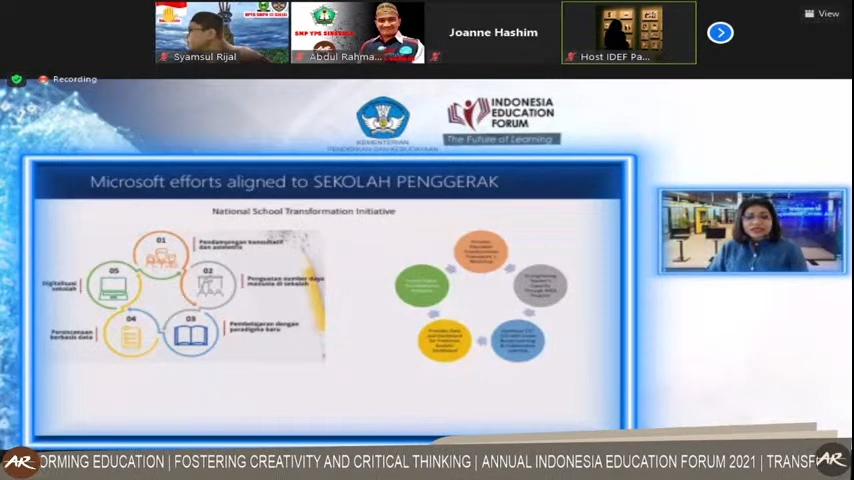 View
SMP YPS SINGKOLE
Syamsul Rijal
Abdul Rahma...
Joanne Hashim
Host IDEF Pa...
Recording
KEMENTERIAN
PENDIDIKAN DAN KEBUDAYAAN
INDONESIA
EDUCATION
FORUM
The Future of Learning
Microsoft efforts aligned to SEKOLAH PENGGERAK
National School Transformation Initiative
01
Pendampingan konsultatif
dan asimetris
02
Penguatan sumber daya
manusia di sekolah
03
Pembelajaran dengan
paradigma baru
04
Perencanaan
berbasis data
05
Digitalisasi
sekolah
AR
ORMING EDUCATION | FOSTERING CREATIVITY AND CRITICAL THINKING | ANNUAL INDONESIA EDUCATION FORUM 2021 | TRANSF
AR